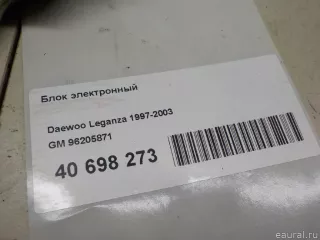 Блок электронный
Daewoo Leganza 1997-2003
GM 96205871
40 698 273
© eaural.ru